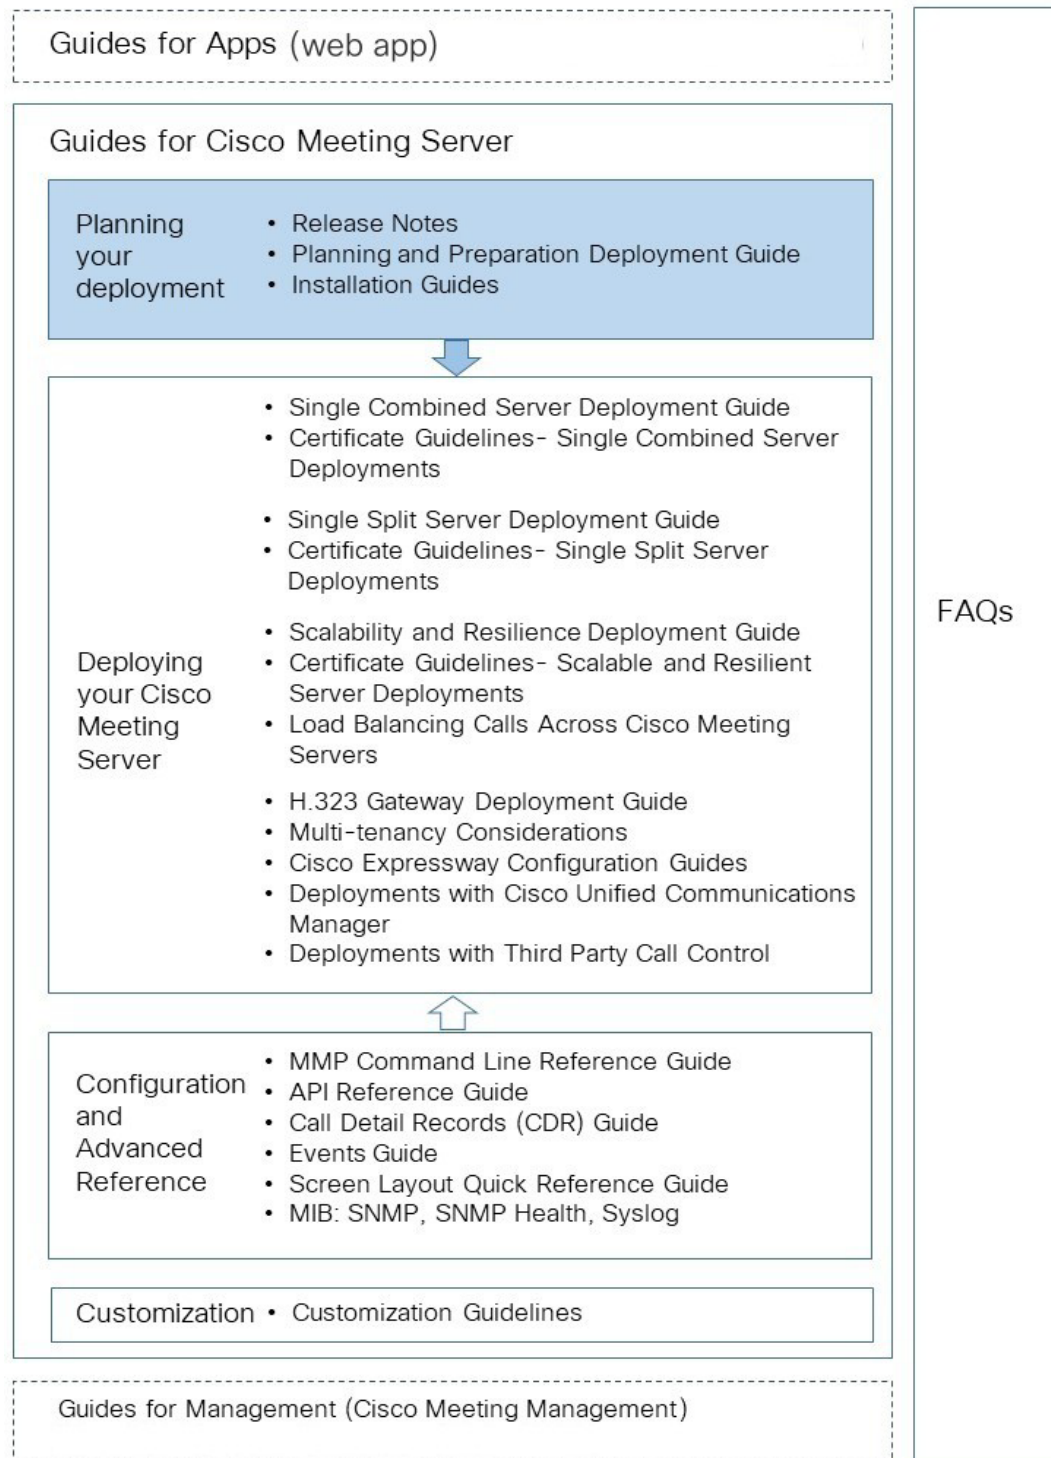 Guides for Apps (web app)
Guides for Cisco Meeting Server
Planning
your
deployment
• Release Notes
• Planning and Preparation Deployment Guide
• Installation Guides
Deploying
your Cisco
Meeting
Server
• Single Combined Server Deployment Guide
• Certificate Guidelines- Single Combined Server
Deployments
• Single Split Server Deployment Guide
• Certificate Guidelines- Single Split Server
Deployments
• Scalability and Resilience Deployment Guide
• Certificate Guidelines- Scalable and Resilient
Server Deployments
• Load Balancing Calls Across Cisco Meeting
Servers
• H.323 Gateway Deployment Guide
• Multi-tenancy Considerations
• Cisco Expressway Configuration Guides
• Deployments with Cisco Unified Communications
Manager
• Deployments with Third Party Call Control
Configuration
and
Advanced
Reference
• MMP Command Line Reference Guide
• API Reference Guide
• Call Detail Records (CDR) Guide
• Events Guide
• Screen Layout Quick Reference Guide
• MIB: SNMP, SNMP Health, Syslog
Customization • Customization Guidelines
Guides for Management (Cisco Meeting Management)
FAQs